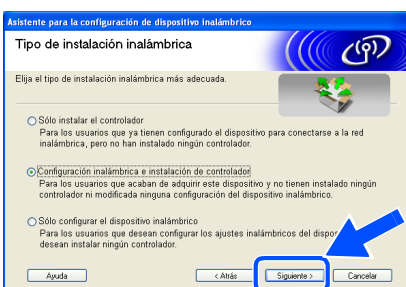 Asistente para la configuración de dispositivo inalámbrico
Tipo de instalación inalámbrica
Elija el tipo de instalación inalámbrica más adecuada.
Sólo instalar el controlador
Para los usuarios que ya tienen configurado el dispositivo para conectarse a la red
inalámbrica, pero no han instalado ningún controlador.
Configuración inalámbrica e instalación de controlador
Para los usuarios que acaban de adquirir este dispositivo y no tienen instalado ningún
controlador ni modificada ninguna configuración del dispositivo inalámbrico.
Sólo configurar el dispositivo inalámbrico
Para los usuarios que desean configurar los ajustes inalámbricos del
desean instalar ningún controlador.
Ayuda
< Atrás
Siguiente >
Cancelar